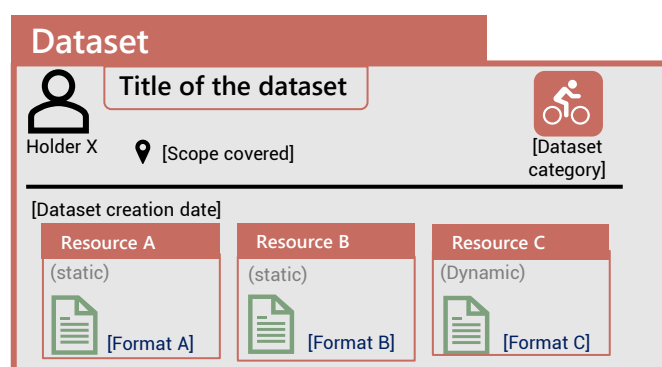 Dataset
Title of the dataset
Holder X
[Scope covered]
[Dataset
category]
[Dataset creation date]
Resource A
Resource B
Resource C
(static)
(static)
(Dynamic)
[Format A]
[Format B]
[Format C]